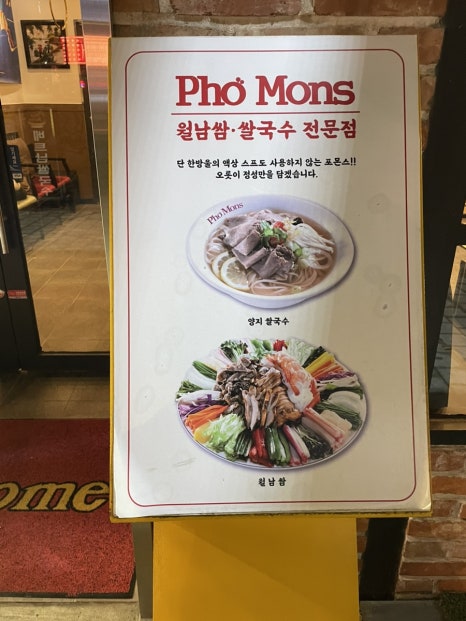 Phở Mons
월남쌈·쌀국수 전문점
단 한방울의 액상 스프도 사용하지 않는 포몬스!!
오롯이 정성만을 담겠습니다.
Pho Mons
양지 쌀국수
월남쌈
ome